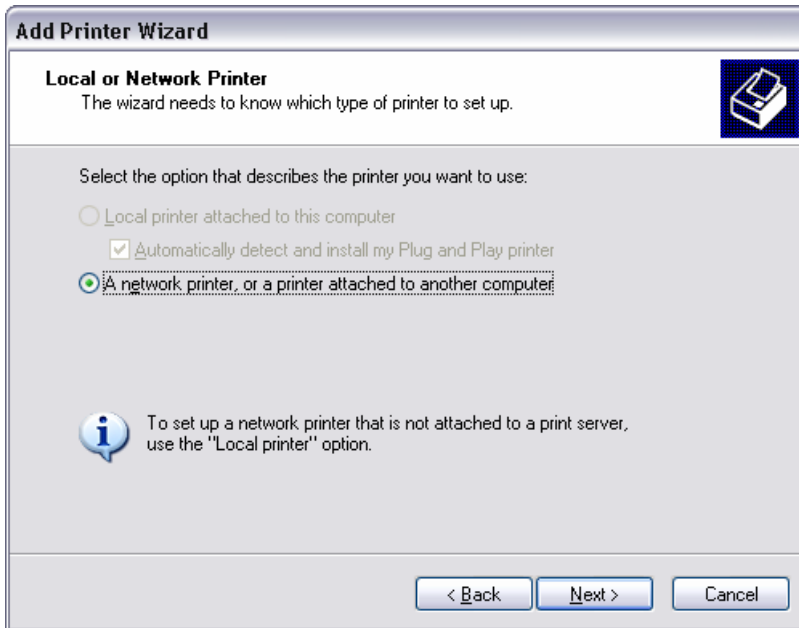 Add Printer Wizard
Local or Network Printer
The wizard needs to know which type of printer to set up.
Select the option that describes the printer you want to use:
Local printer attached to this computer
Automatically detect and install my Plug and Play printer
A network printer, or a printer attached to another computer
To set up a network printer that is not attached to a print server,
use the "Local printer" option.
< Back
Next >
Cancel